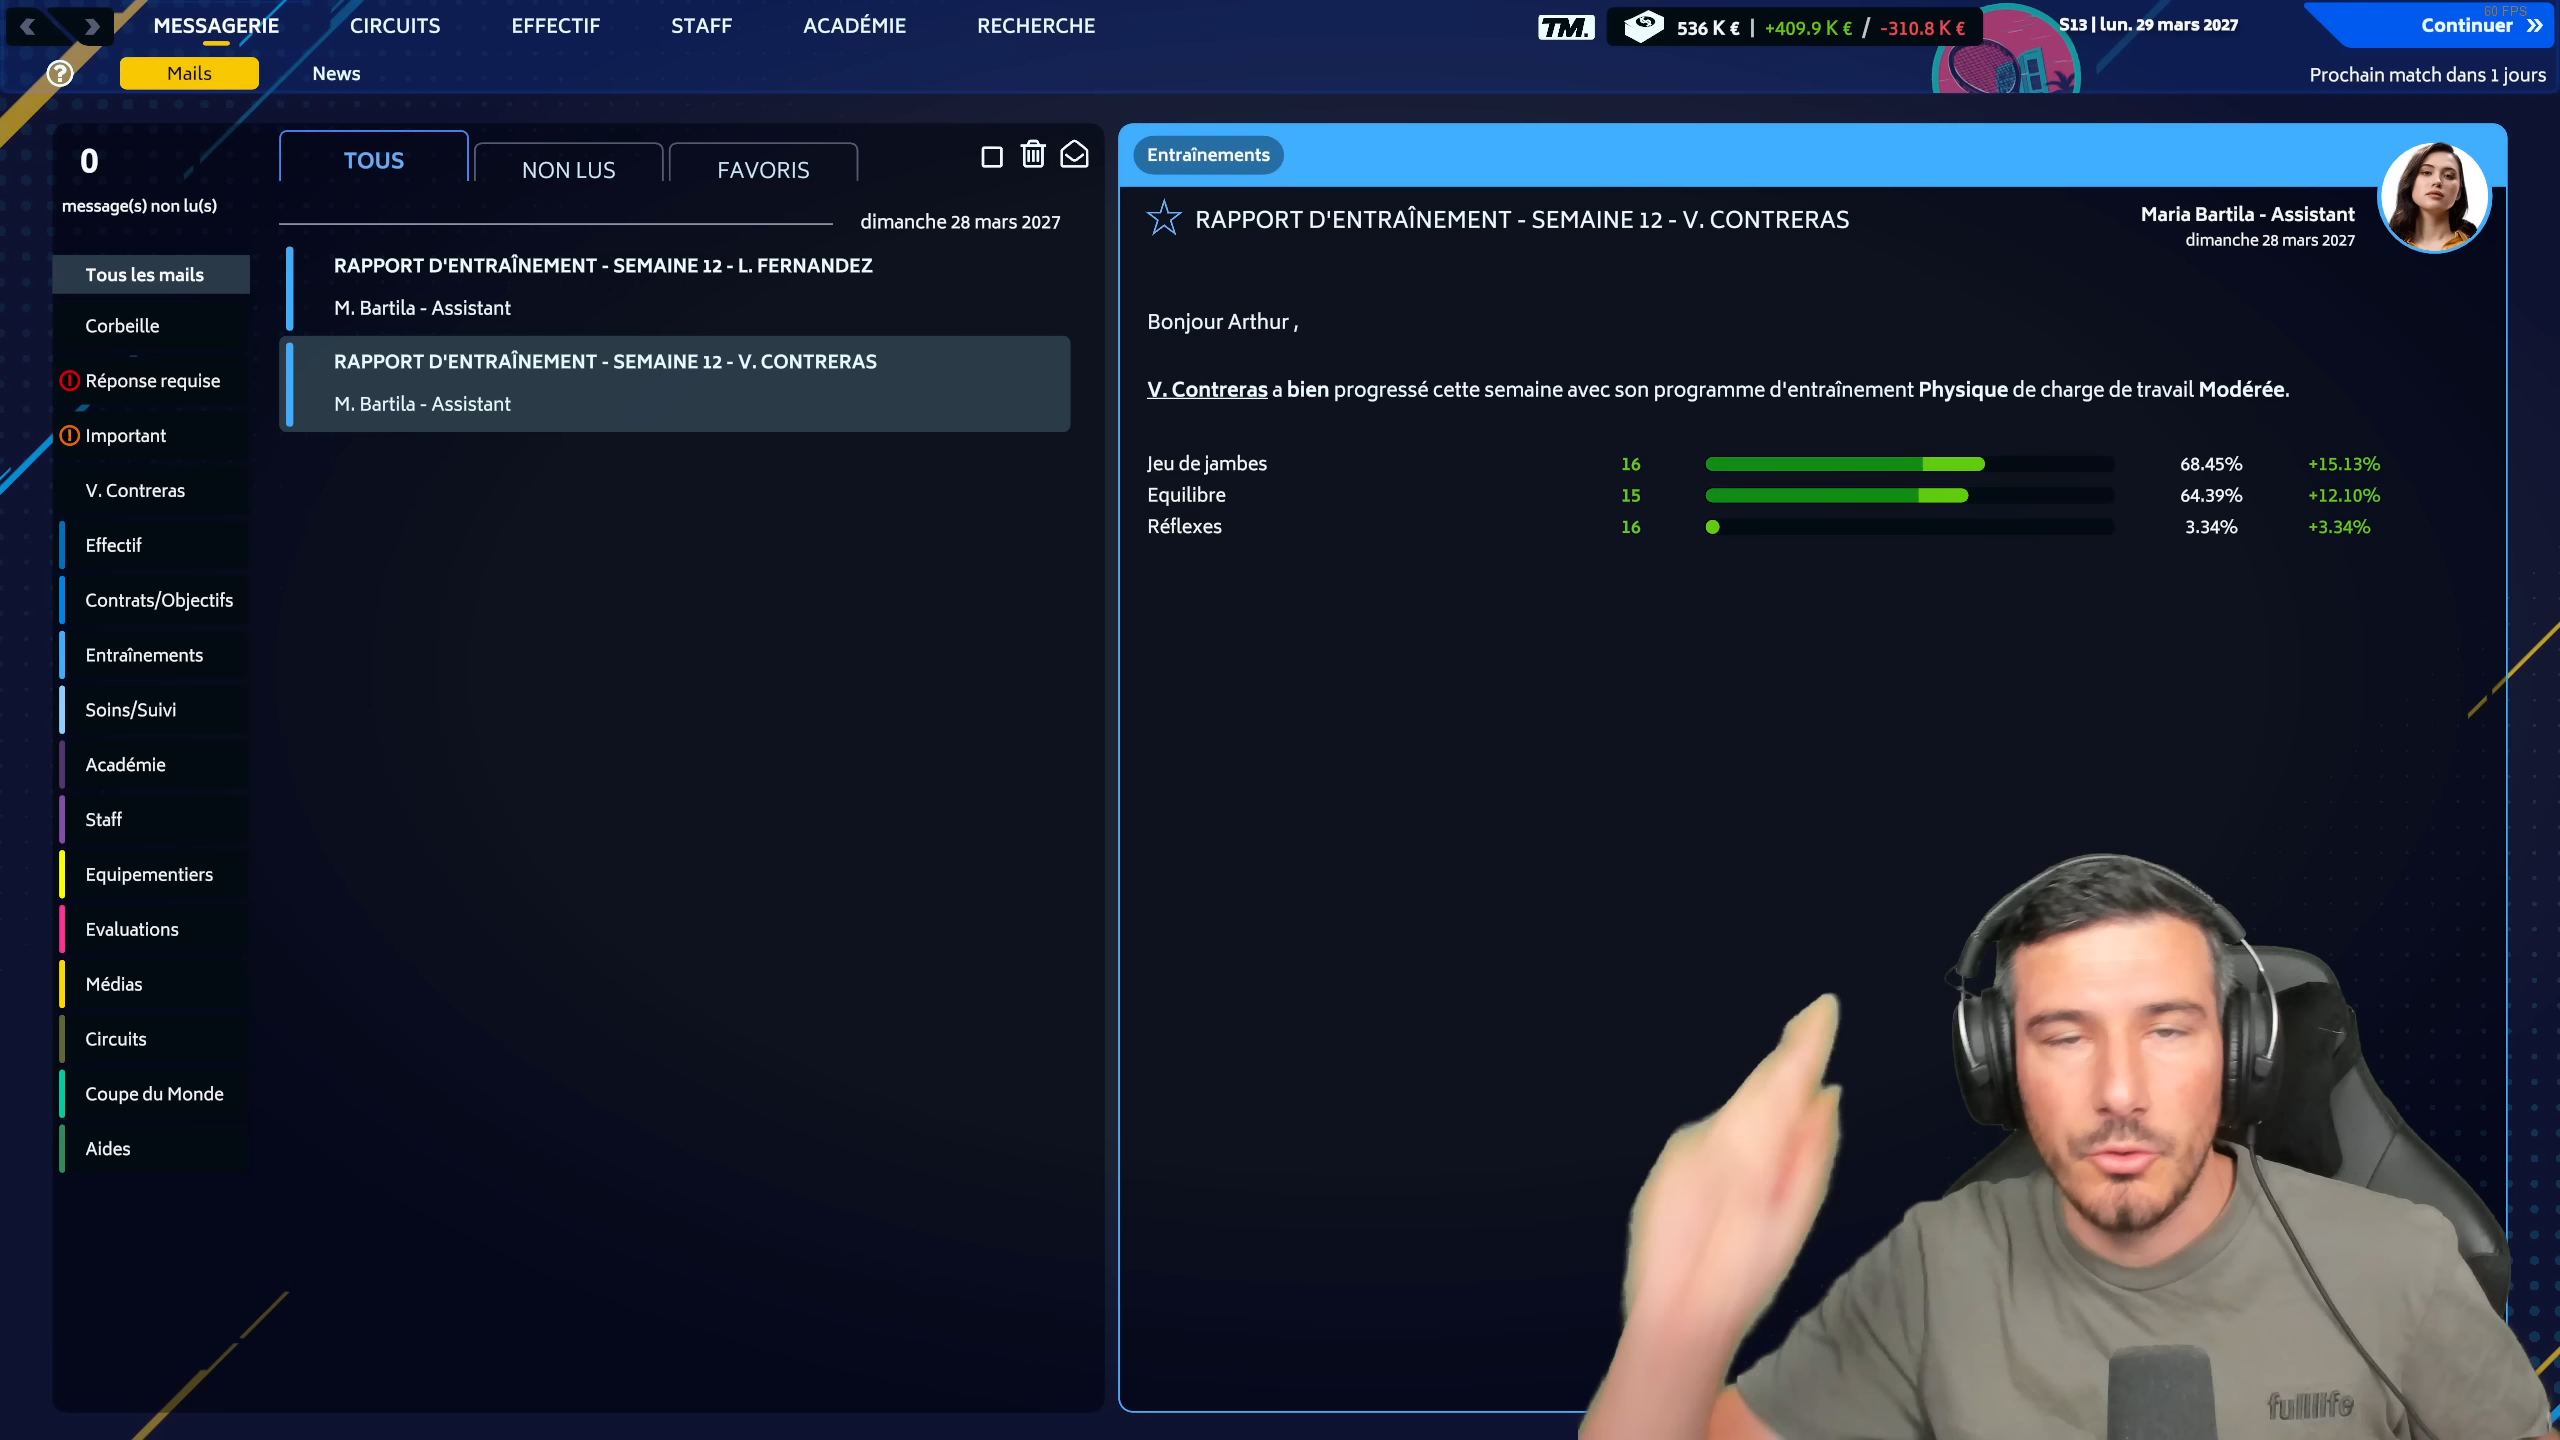 MESSAGERIE
CIRCUITS
EFFECTIF
STAFF
ACADÉMIE
RECHERCHE
TM.
536 K € | +409.9 K € / -310.8 K €
S13 | lun. 29 mars 2027
60 FPS
Continuer
Mails
News
Prochain match dans 1 jours
0
message(s) non lu(s)
Tous les mails
Corbeille
Réponse requise
Important
V. Contreras
Effectif
Contrats/Objectifs
Entraînements
Soins/Suivi
Académie
Staff
Equipementiers
Evaluations
Médias
Circuits
Coupe du Monde
Aides
TOUS
NON LUS
FAVORIS
dimanche 28 mars 2027
RAPPORT D'ENTRAÎNEMENT - SEMAINE 12 - L. FERNANDEZ
M. Bartila - Assistant
RAPPORT D'ENTRAÎNEMENT - SEMAINE 12 - V. CONTRERAS
M. Bartila - Assistant
Entraînements
RAPPORT D'ENTRAÎNEMENT - SEMAINE 12 - V. CONTRERAS
Maria Bartila - Assistant
dimanche 28 mars 2027
Bonjour Arthur ,
V. Contreras a bien progressé cette semaine avec son programme d'entraînement Physique de charge de travail Modérée.
Jeu de jambes 16 68.45% +15.13%
Equilibre 15 64.39% +12.10%
Réflexes 16 3.34% +3.34%
fulllife